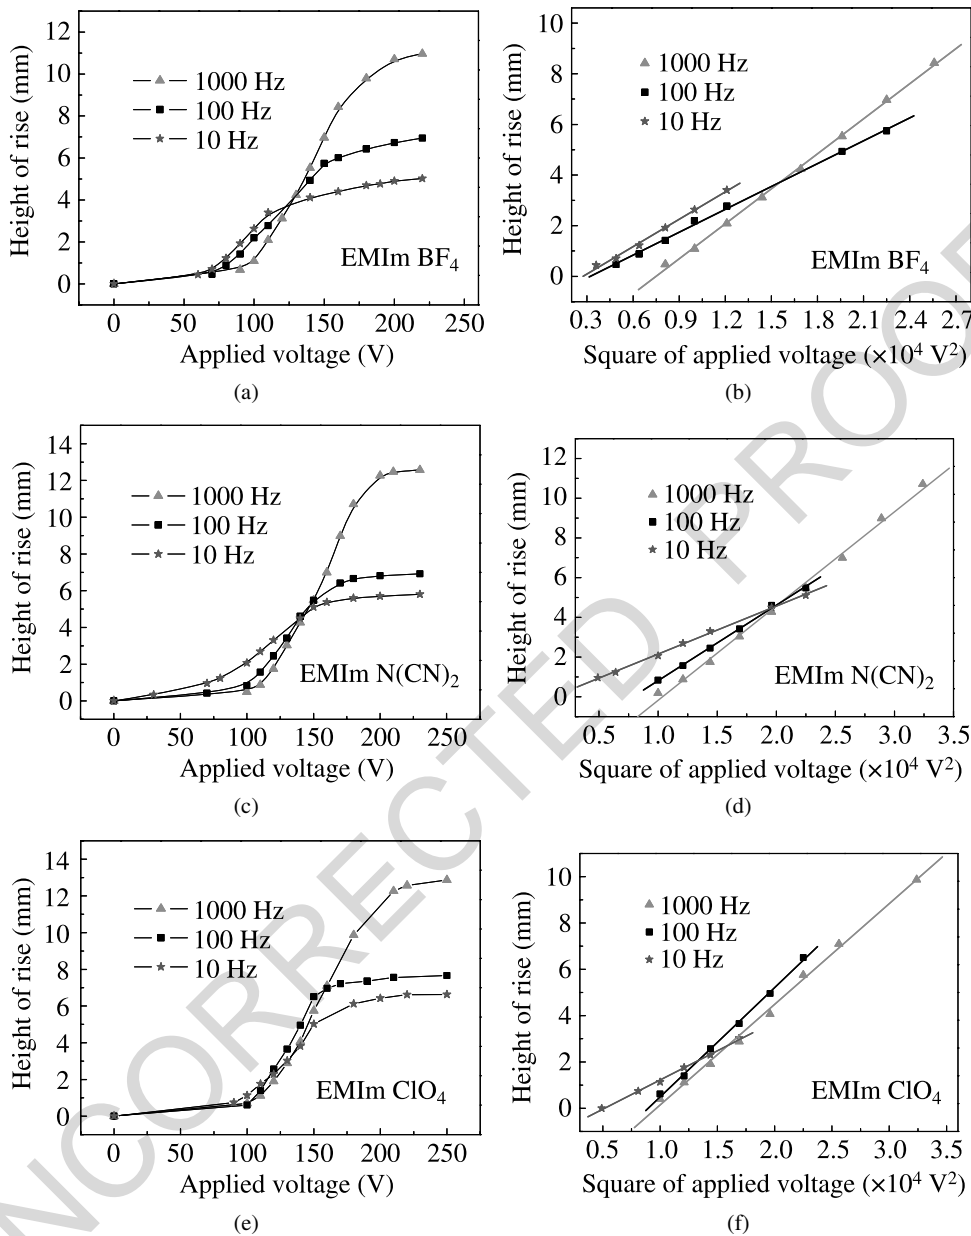 Height of rise (mm)
12
10
8
6
4
2
0
1000 Hz
100 Hz
10 Hz
EMIm BF4
0 50 100 150 200 250
Applied voltage (V)
(a)
Height of rise (mm)
10
8
6
4
2
0
1000 Hz
100 Hz
10 Hz
EMIm BF4
0.3 0.9 1.2 1.5 1.8 2.1 2.4 2.7
Square of applied voltage (×10⁴ V²)
(b)
Height of rise (mm)
14
12
10
8
6
4
2
0
1000 Hz
100 Hz
10 Hz
EMIm N(CN)2
0 50 100 150 200 250
Applied voltage (V)
(c)
Height of rise (mm)
12
10
8
6
4
2
0
1000 Hz
100 Hz
10 Hz
EMIm N(CN)2
0.5 1.0 1.5 2.0 2.5 3.0 3.5
Square of applied voltage (×10⁴ V²)
(d)
Height of rise (mm)
14
12
10
8
6
4
2
0
1000 Hz
100 Hz
10 Hz
EMIm ClO4
0 50 100 150 200 250
Applied voltage (V)
(e)
Height of rise (mm)
10
8
6
4
2
0
1000 Hz
100 Hz
10 Hz
EMIm ClO4
0.5 1.0 1.5 2.0 2.5 3.0 3.5
Square of applied voltage (×10⁴ V²)
(f)
NCORRECTED PROO